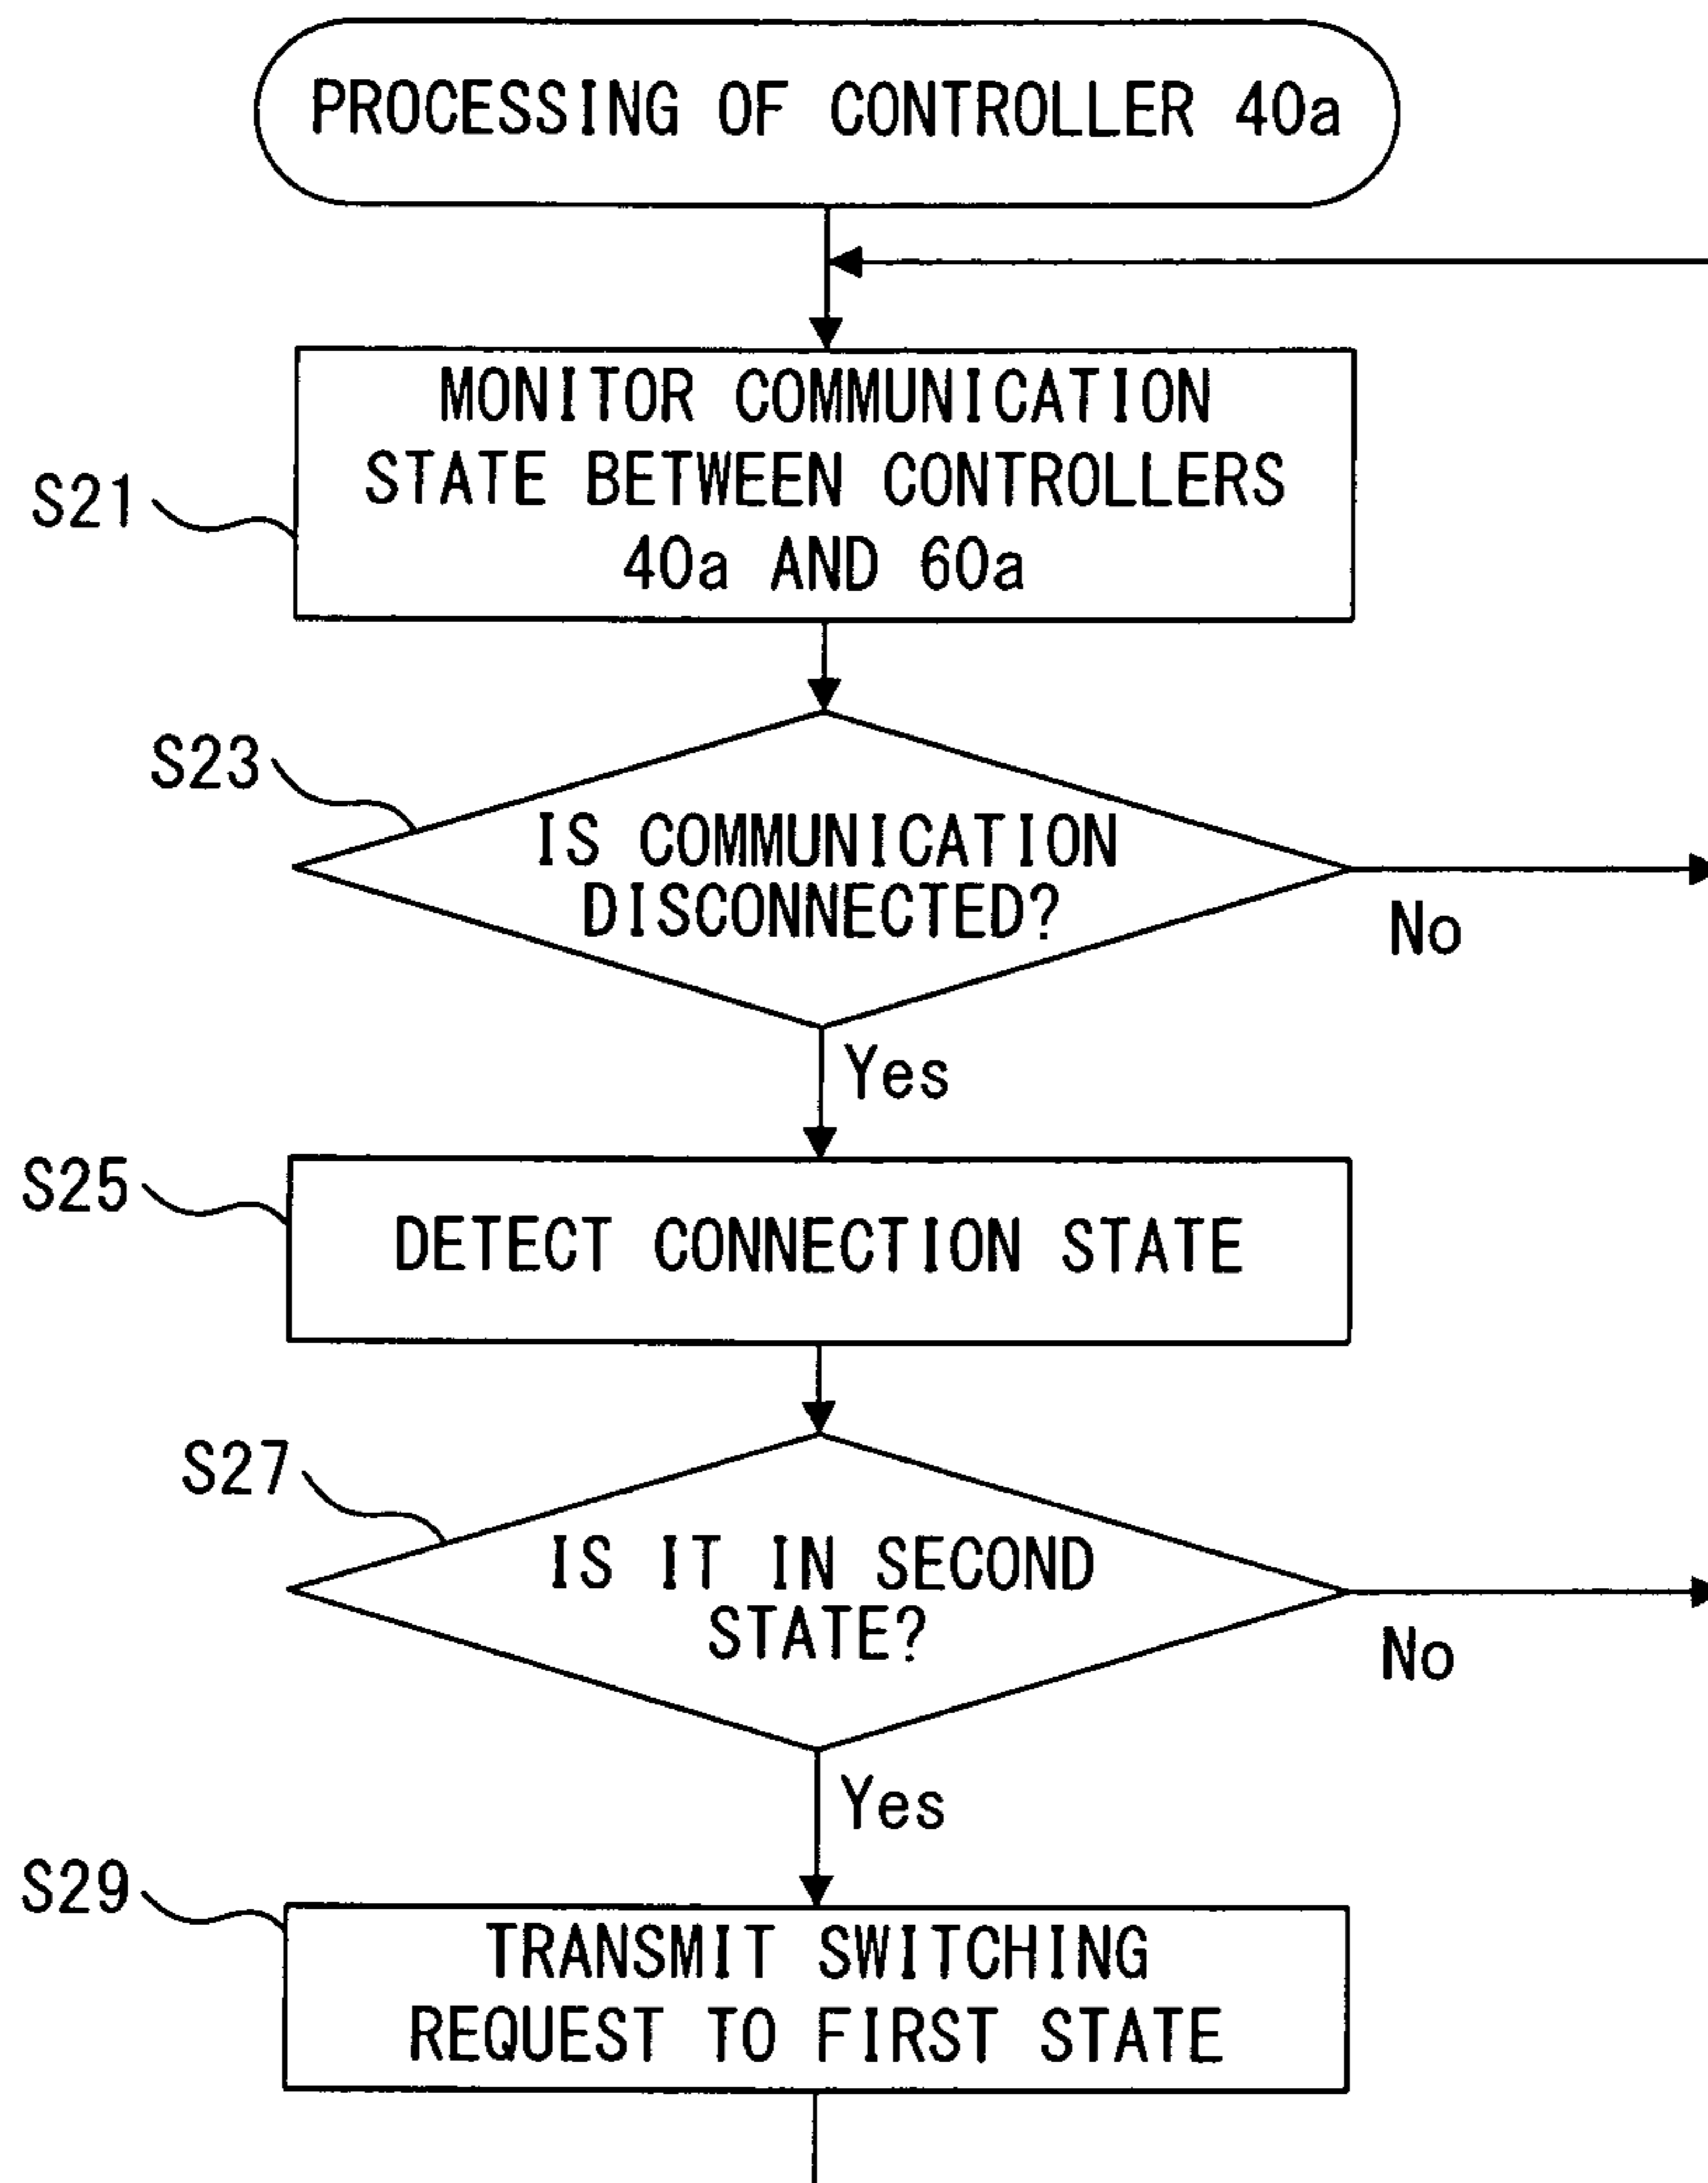 PROCESSING OF CONTROLLER 40a
MONITOR COMMUNICATION
STATE BETWEEN CONTROLLERS
40a AND 60a
S21
S23
IS COMMUNICATION
DISCONNECTED?
No
Yes
S25
DETECT CONNECTION STATE
S27
IS IT IN SECOND
STATE?
No
Yes
S29
TRANSMIT SWITCHING
REQUEST TO FIRST STATE